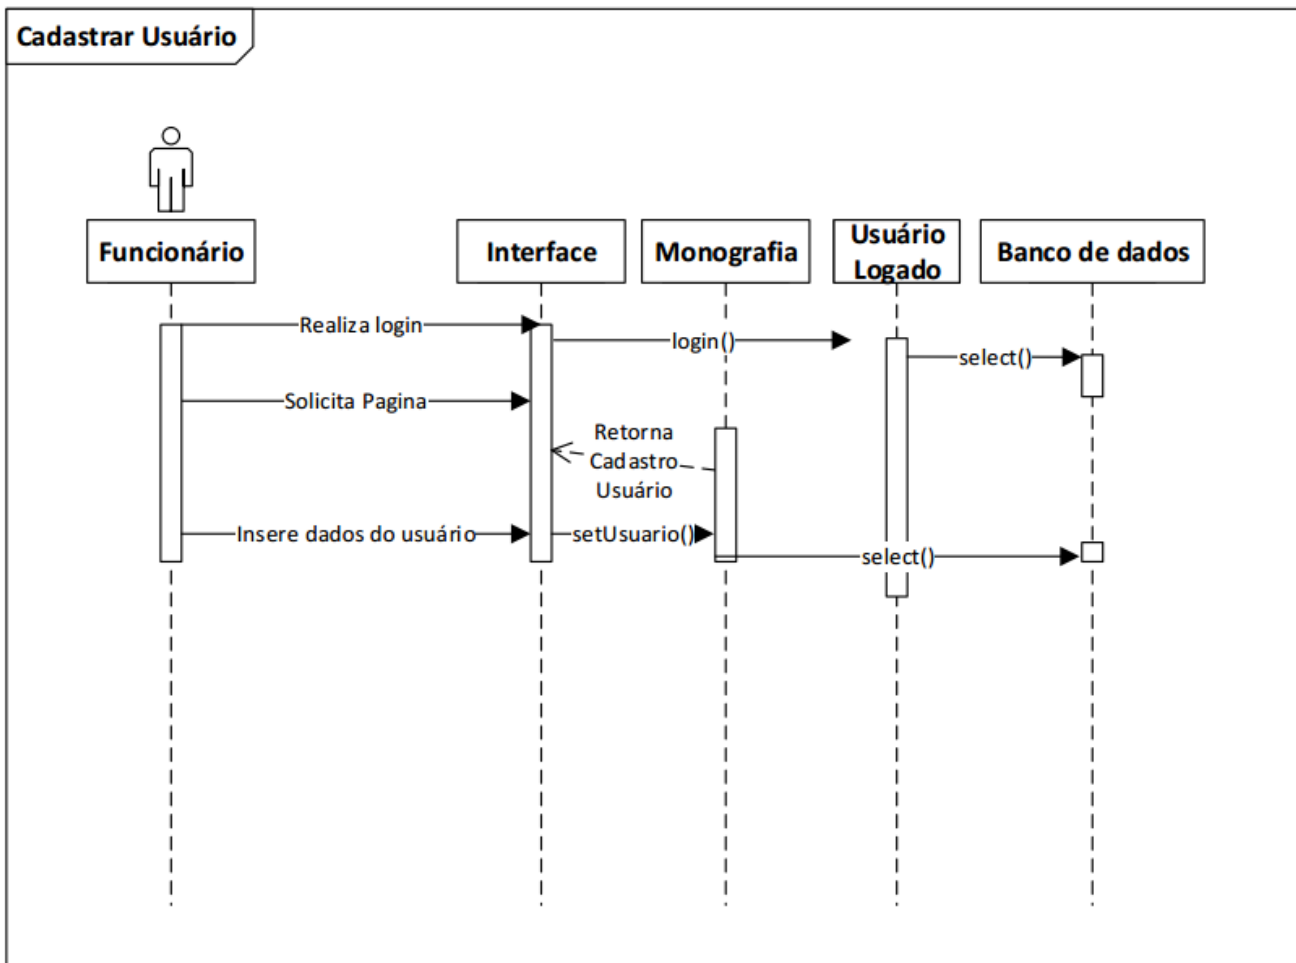 Cadastrar Usuário
Funcionário
Interface
Monografia
Usuário
Logado
Banco de dados
Realiza login
login()
select()
Solicita Pagina
Retorna
Cadastro
Usuário
Insere dados do usuário
setUsuario()
select()